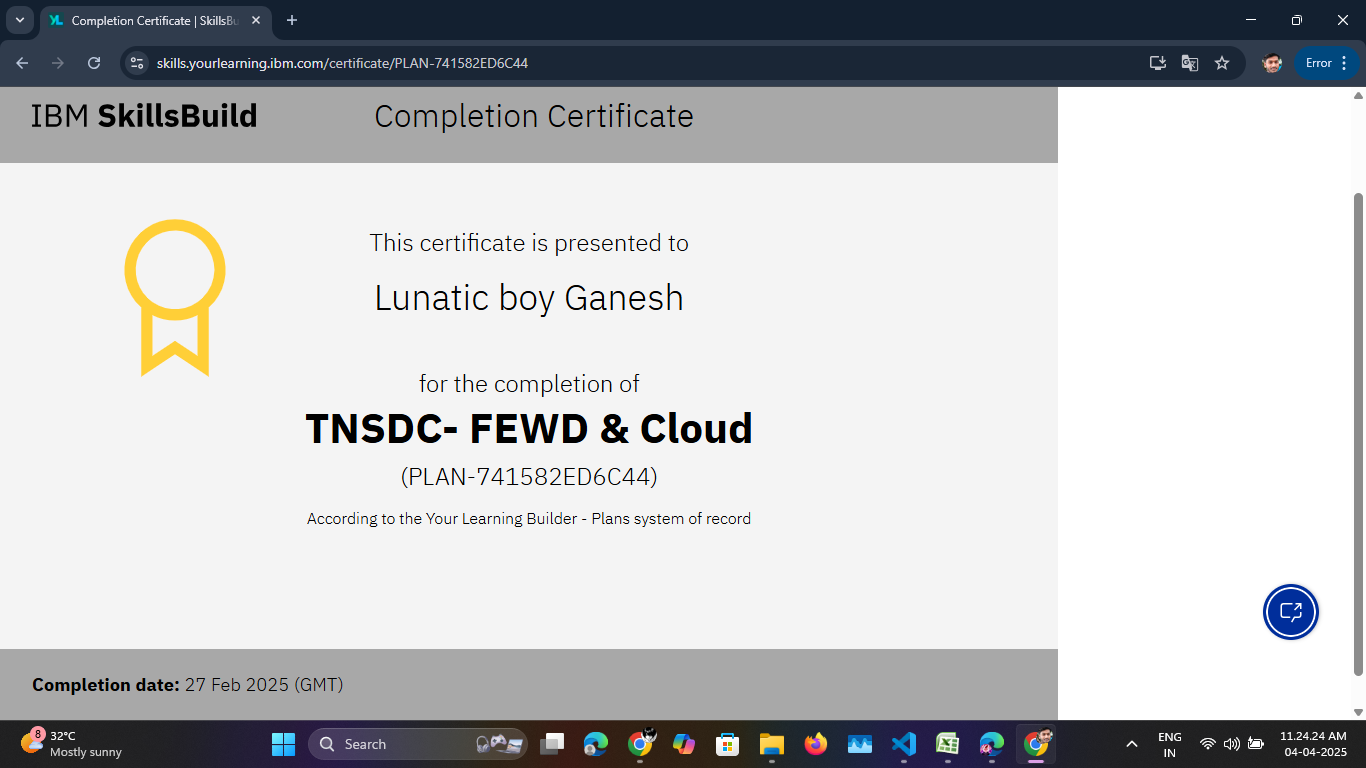 Completion Certificate | SkillsBu
skills.yourlearning.ibm.com/certificate/PLAN-741582ED6C44
Error
IBM SkillsBuild
Completion Certificate
This certificate is presented to
Lunatic boy Ganesh
for the completion of
TNSDC- FEWD & Cloud
(PLAN-741582ED6C44)
According to the Your Learning Builder - Plans system of record
Completion date: 27 Feb 2025 (GMT)
8
32°C
Mostly sunny
Search
ENG
IN
11.24.24 AM
04-04-2025